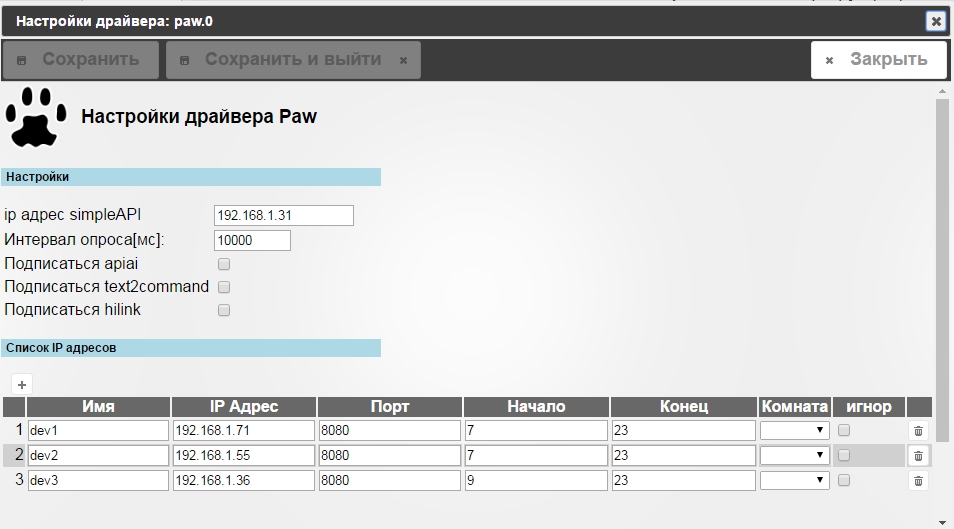 Настройки драйвера: paw.0
Сохранить Сохранить и выйти Закрыть
Настройки драйвера Paw
Настройки
ip адрес simpleAPI 192.168.1.31
Интервал опроса[мс]: 10000
Подписаться apiai
Подписаться text2command
Подписаться hilink
Список IP адресов
+
Имя IP Адрес Порт Начало Конец Комната игнор
1 dev1 192.168.1.71 8080 7 23
2 dev2 192.168.1.55 8080 7 23
3 dev3 192.168.1.36 8080 9 23